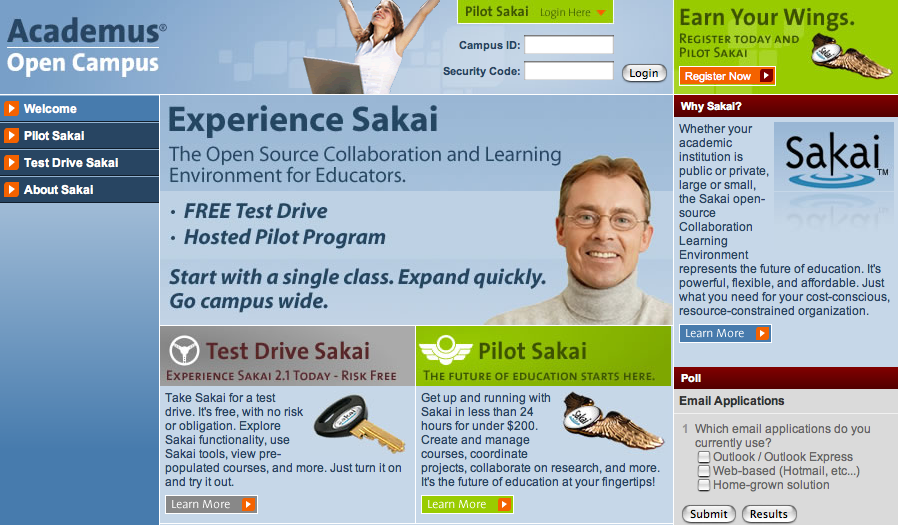 Academus®
Open Campus
Pilot Sakai Login Here
Campus ID:
Security Code:
Login
Earn Your Wings.
Register today and
Pilot Sakai
Register Now
Sakai
Welcome
Pilot Sakai
Test Drive Sakai
About Sakai
Experience Sakai
The Open Source Collaboration and Learning
Environment for Educators.
· FREE Test Drive
· Hosted Pilot Program
Start with a single class. Expand quickly.
Go campus wide.
Test Drive Sakai
Experience Sakai 2.1 Today - Risk Free
Take Sakai for a test
drive. It's free, with no risk
or obligation. Explore
Sakai functionality, use
Sakai tools, view pre-
populated courses, and more. Just turn it on
and try it out.
Sakai
Learn More
Pilot Sakai
The future of education starts here.
Get up and running with
Sakai in less than 24
hours for under $200.
Create and manage
courses, coordinate
projects, collaborate on research, and more.
It's the future of education at your fingertips!
Sakai
Learn More
Why Sakai?
Whether your
academic
institution is
public or private,
large or small,
the Sakai open-
source
Collaboration
Learning
Environment
represents the future of education. It's
powerful, flexible, and affordable. Just
what you need for your cost-conscious,
resource-constrained organization.
Sakai™
Learn More
Poll
Email Applications
1 Which email applications do you
currently use?
Outlook / Outlook Express
Web-based (Hotmail, etc...)
Home-grown solution
Submit Results